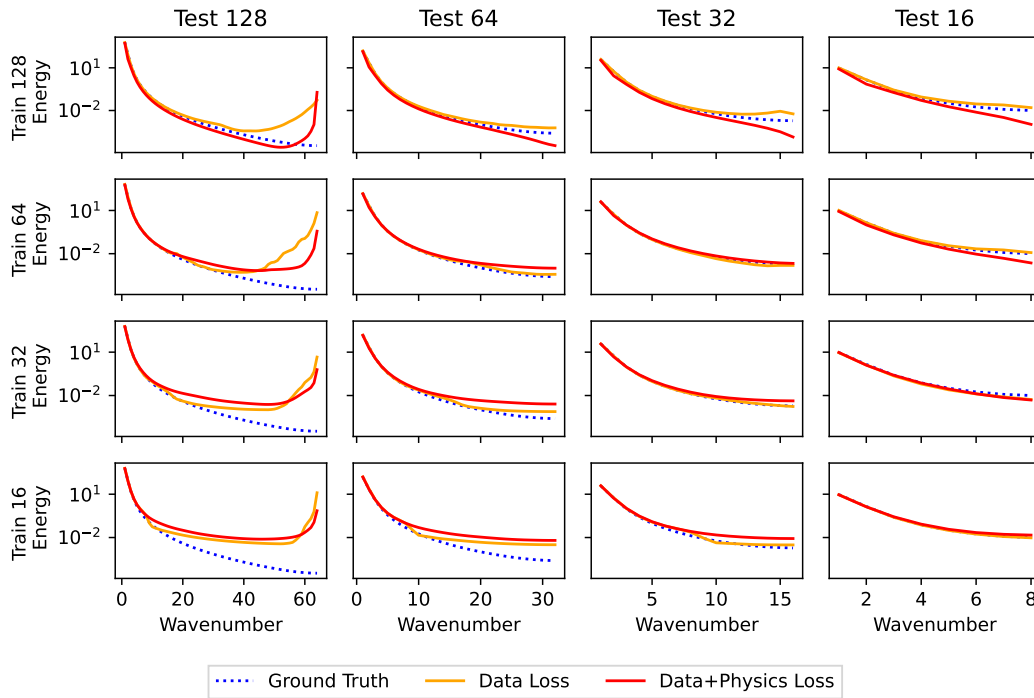 Test 128 Test 64 Test 32 Test 16
Train 128
Energy
10¹
10⁻²
Train 64
Energy
10¹
10⁻²
Train 32
Energy
10¹
10⁻²
Train 16
Energy
10¹
10⁻²
0 20 40 60 0 10 20 30 5 10 15 2 4 6 8
Wavenumber Wavenumber Wavenumber Wavenumber
Ground Truth Data Loss Data+Physics Loss